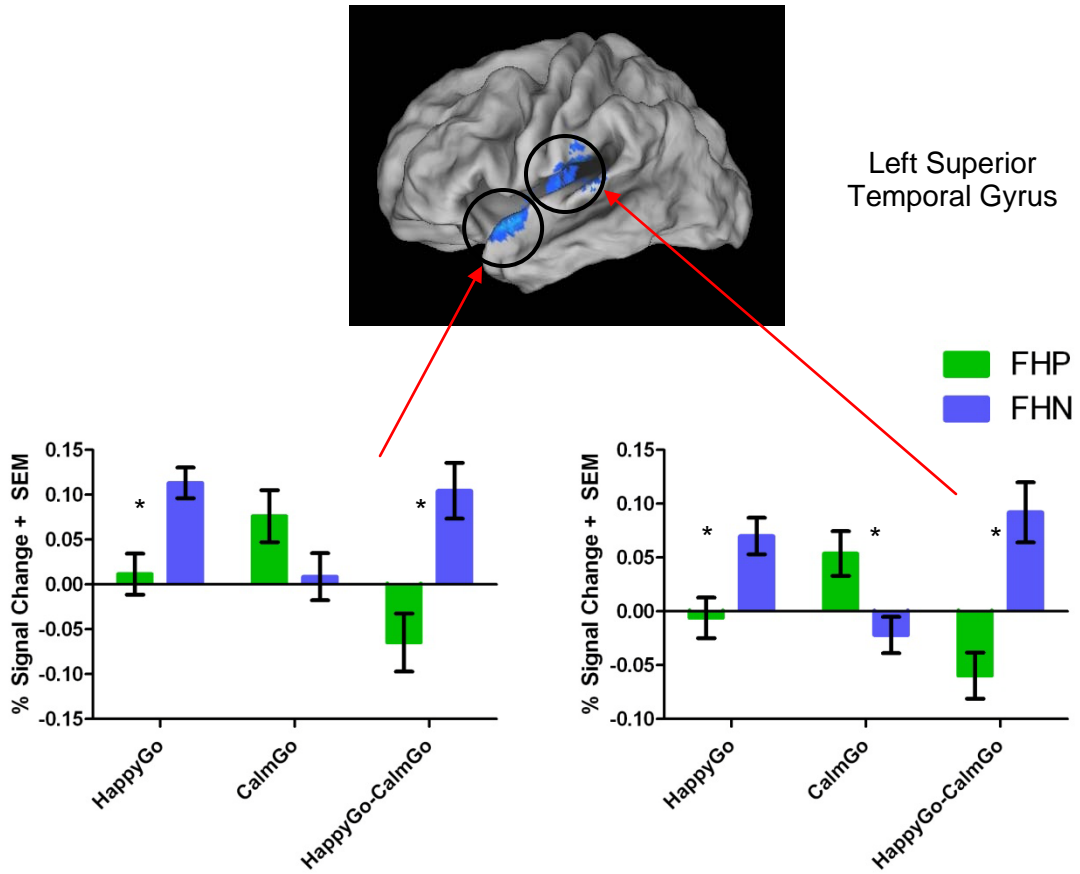 Left Superior
Temporal Gyrus
FHP
FHN
% Signal Change + SEM
0.15
0.10
0.05
0.00
-0.05
-0.10
-0.15
*
*
HappyGo
CalmGo
HappyGo-CalmGo
% Signal Change + SEM
0.15
0.10
0.05
0.00
-0.05
-0.10
*
*
*
HappyGo
CalmGo
HappyGo-CalmGo